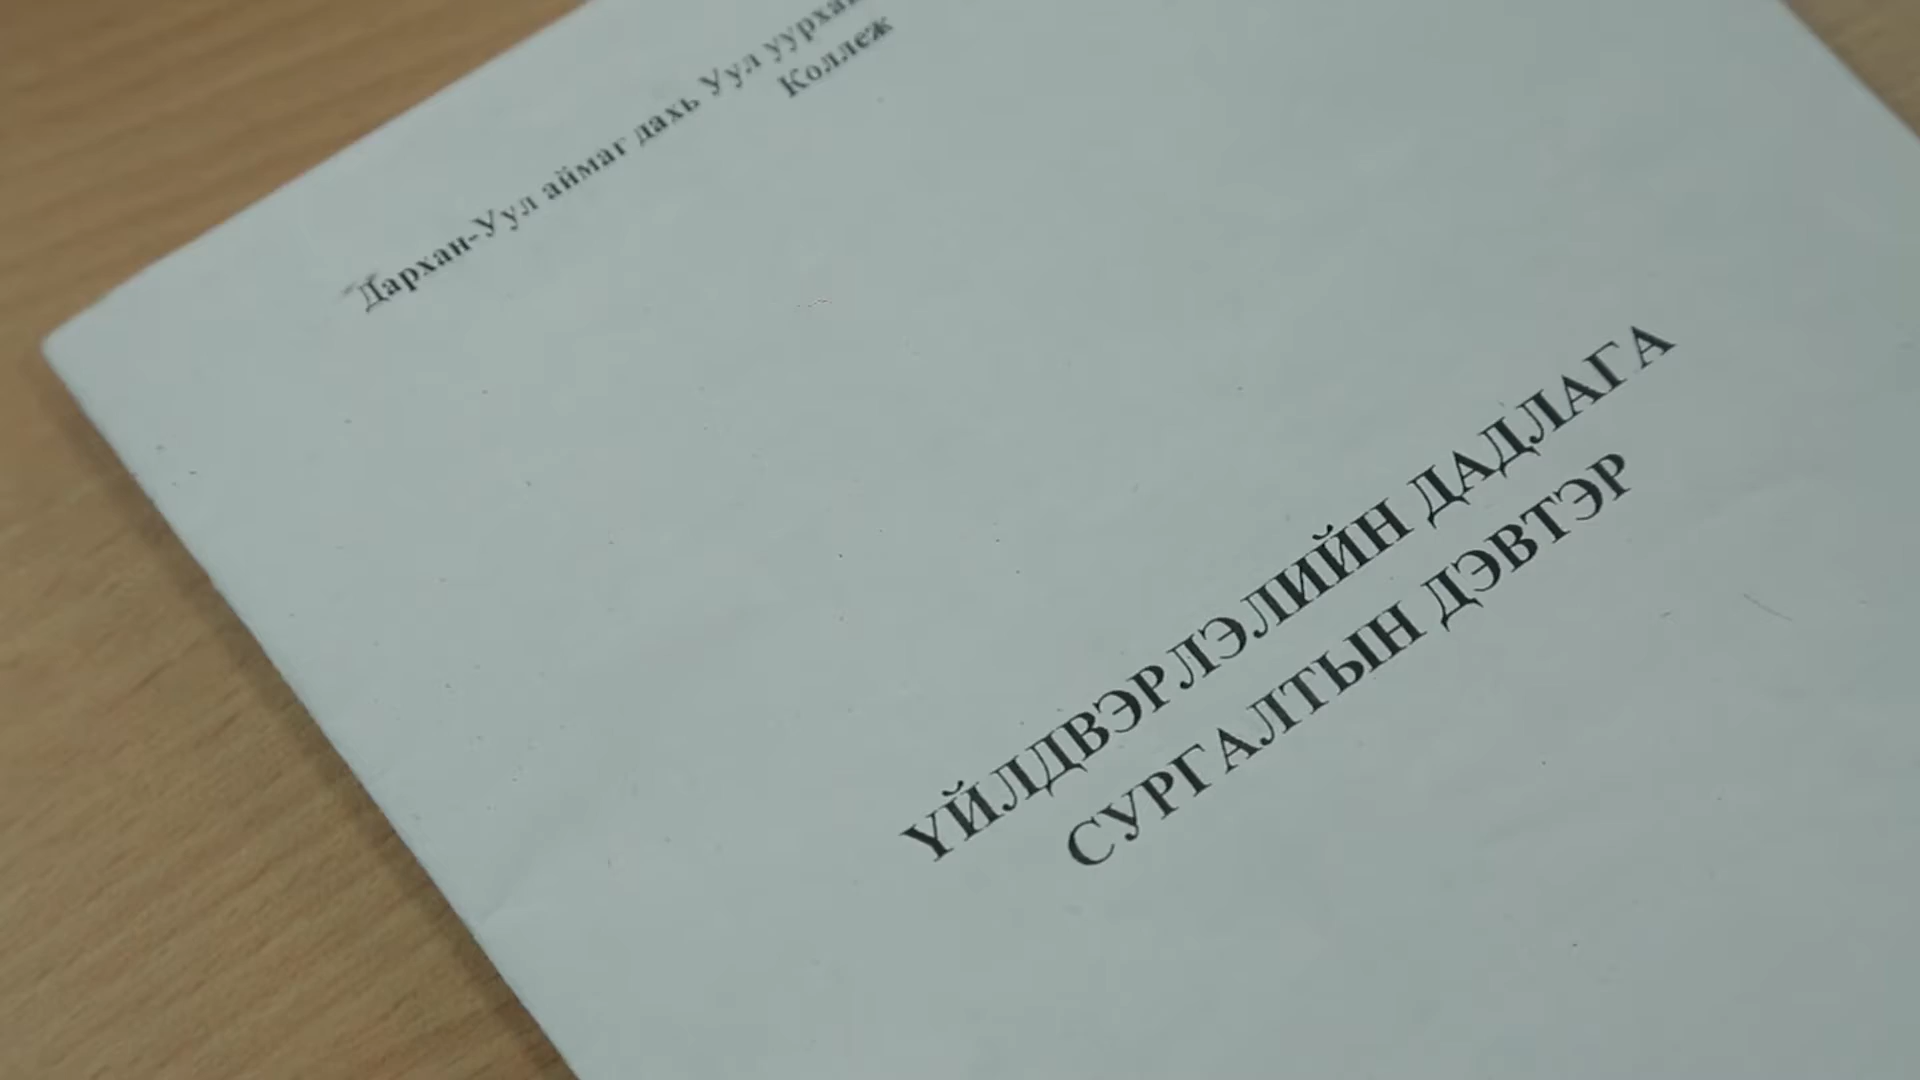 Дархан-Уул аймаг дахь Уул
Коллеж
ҮЙЛДВЭРЛЭЛИЙН ДАДЛАГА
СУРГАЛТЫН ДЭВТЭР